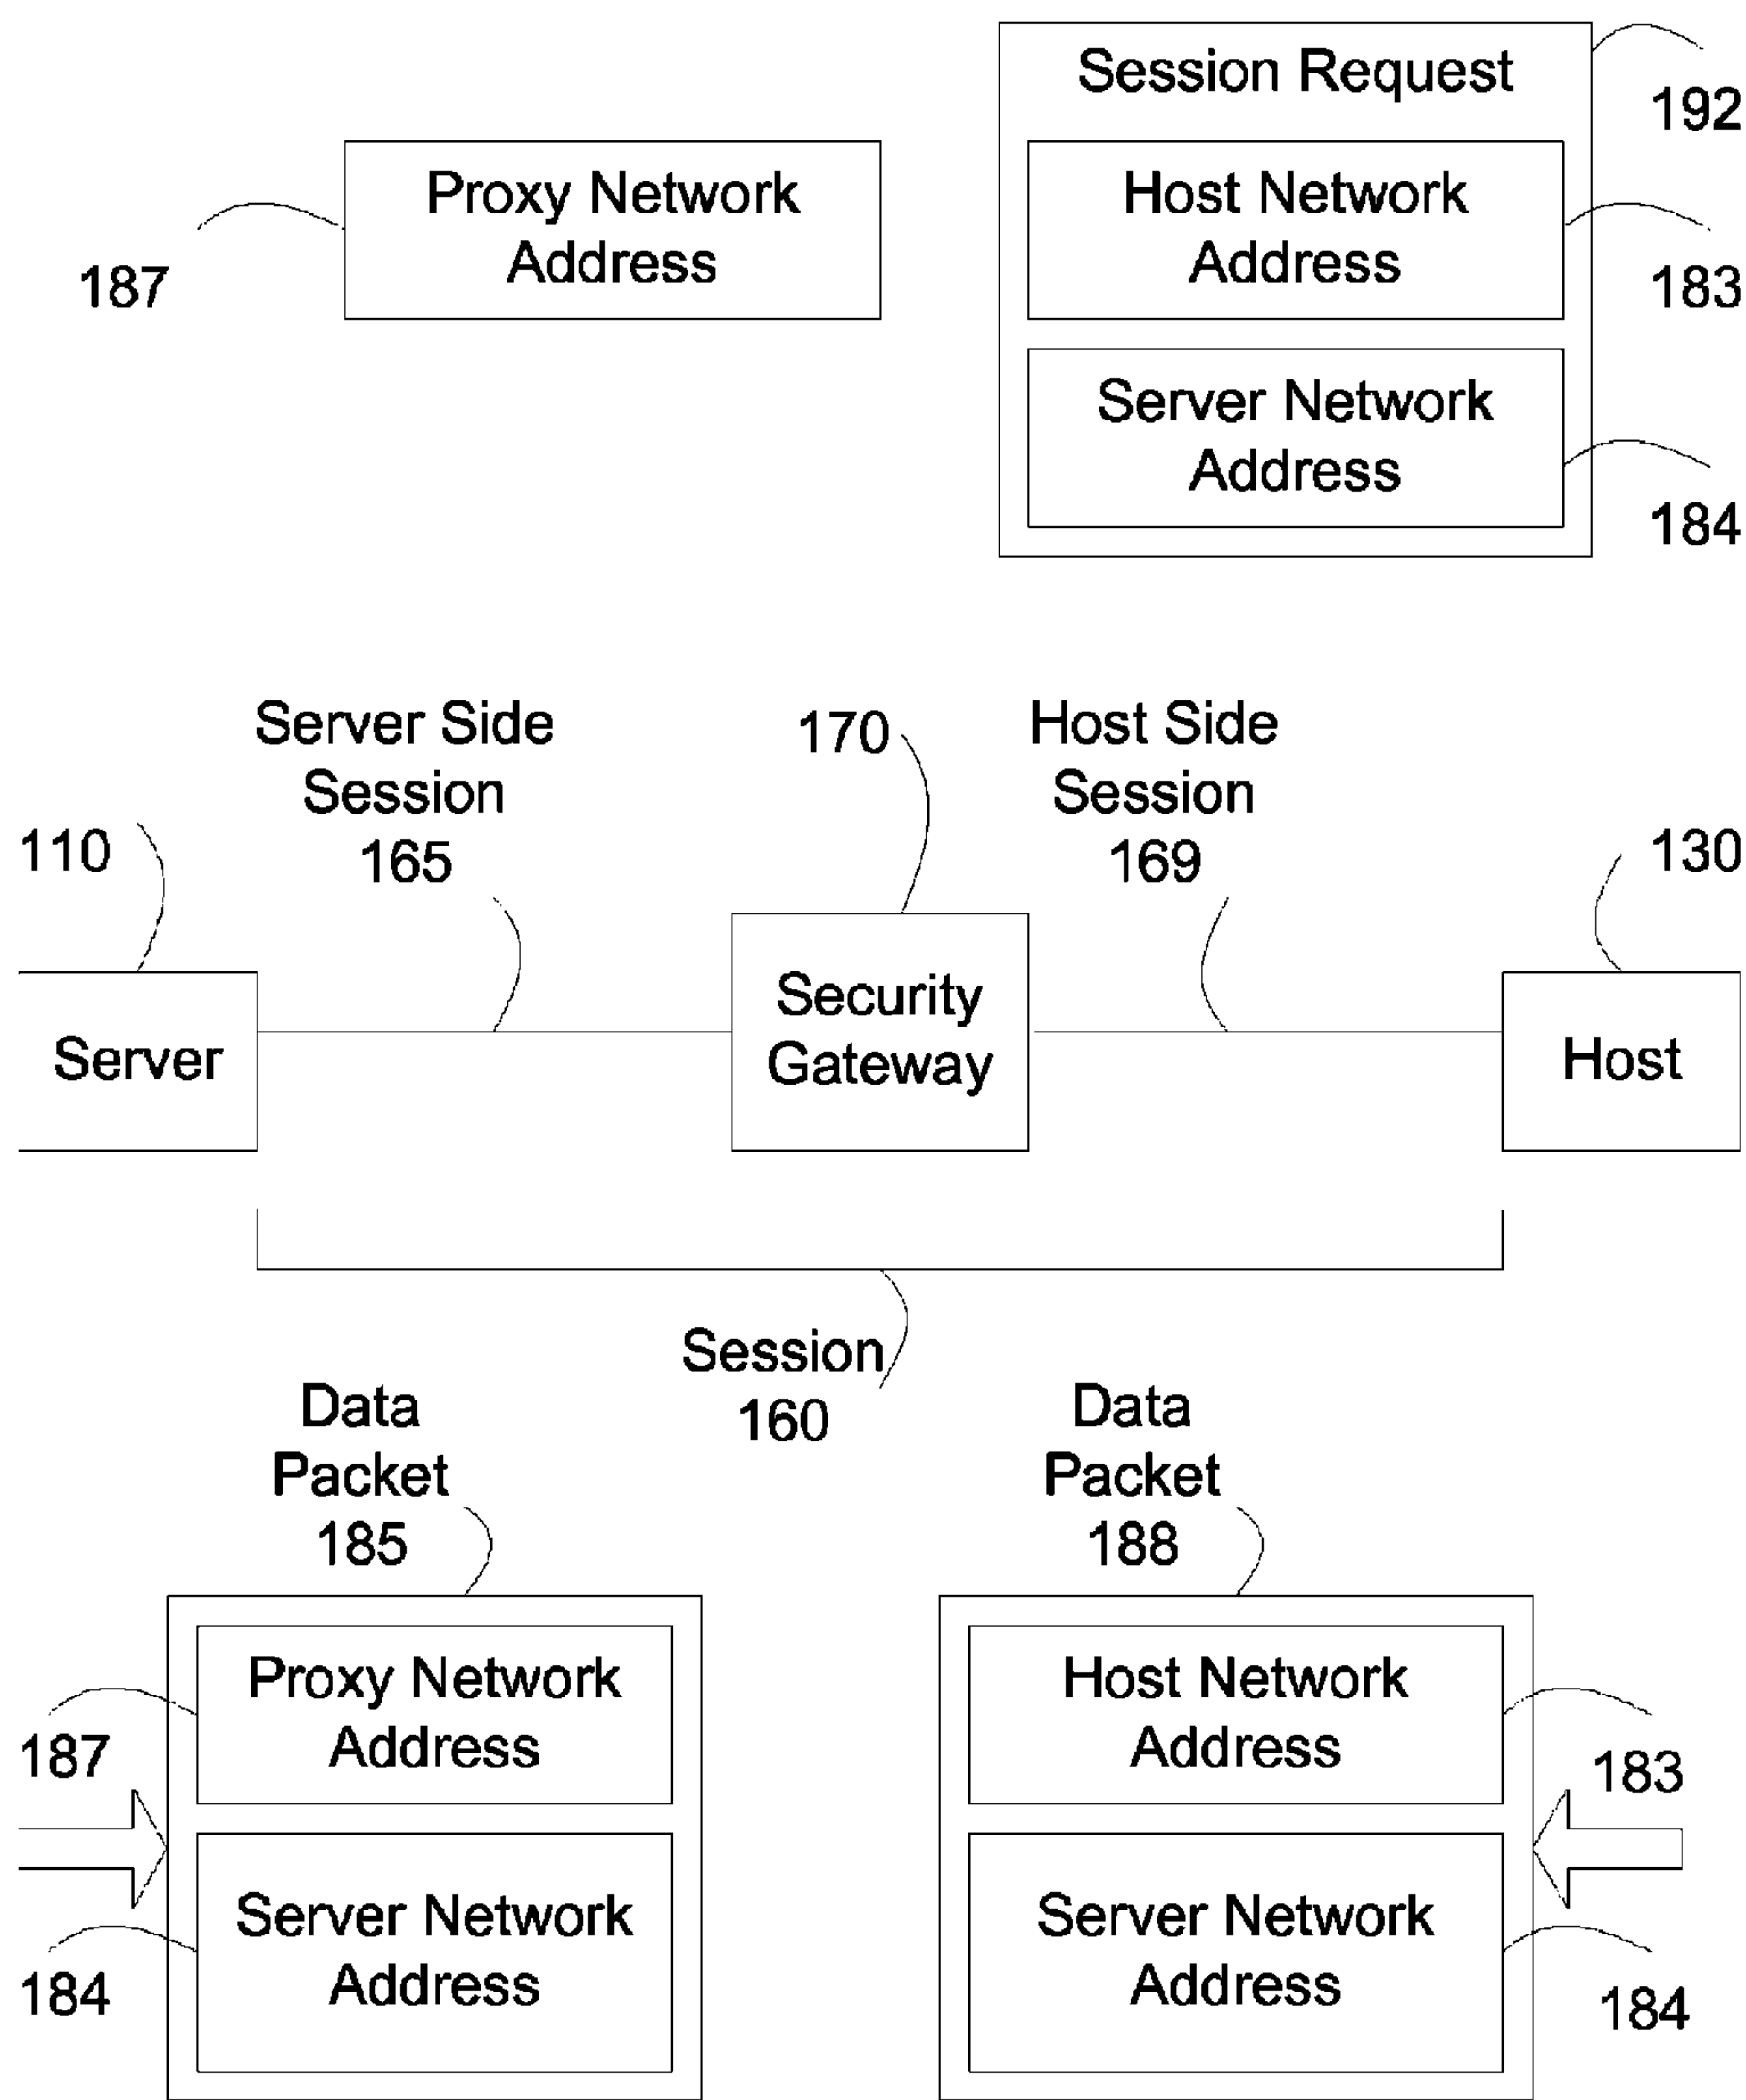 Session Request
192
Proxy Network
Address
187
Host Network
Address
183
Server Network
Address
184
Server Side
Session
165
170
Host Side
Session
169
110
130
Server
Security
Gateway
Host
Session
160
Data
Packet
185
Data
Packet
188
Proxy Network
Address
187
Server Network
Address
184
Host Network
Address
183
Server Network
Address
184